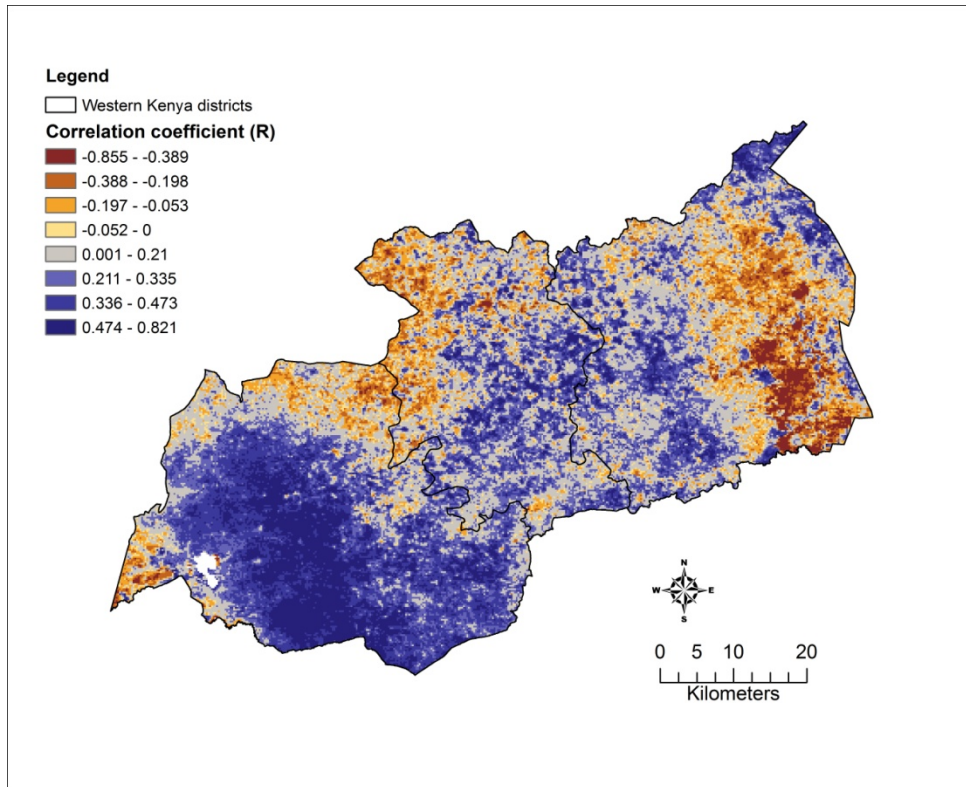 Legend
Western Kenya districts
Correlation coefficient (R)
-0.855 - -0.389
-0.388 - -0.198
-0.197 - -0.053
-0.052 - 0
0.001 - 0.21
0.211 - 0.335
0.336 - 0.473
0.474 - 0.821
N
W E
S
0 5 10 20
Kilometers